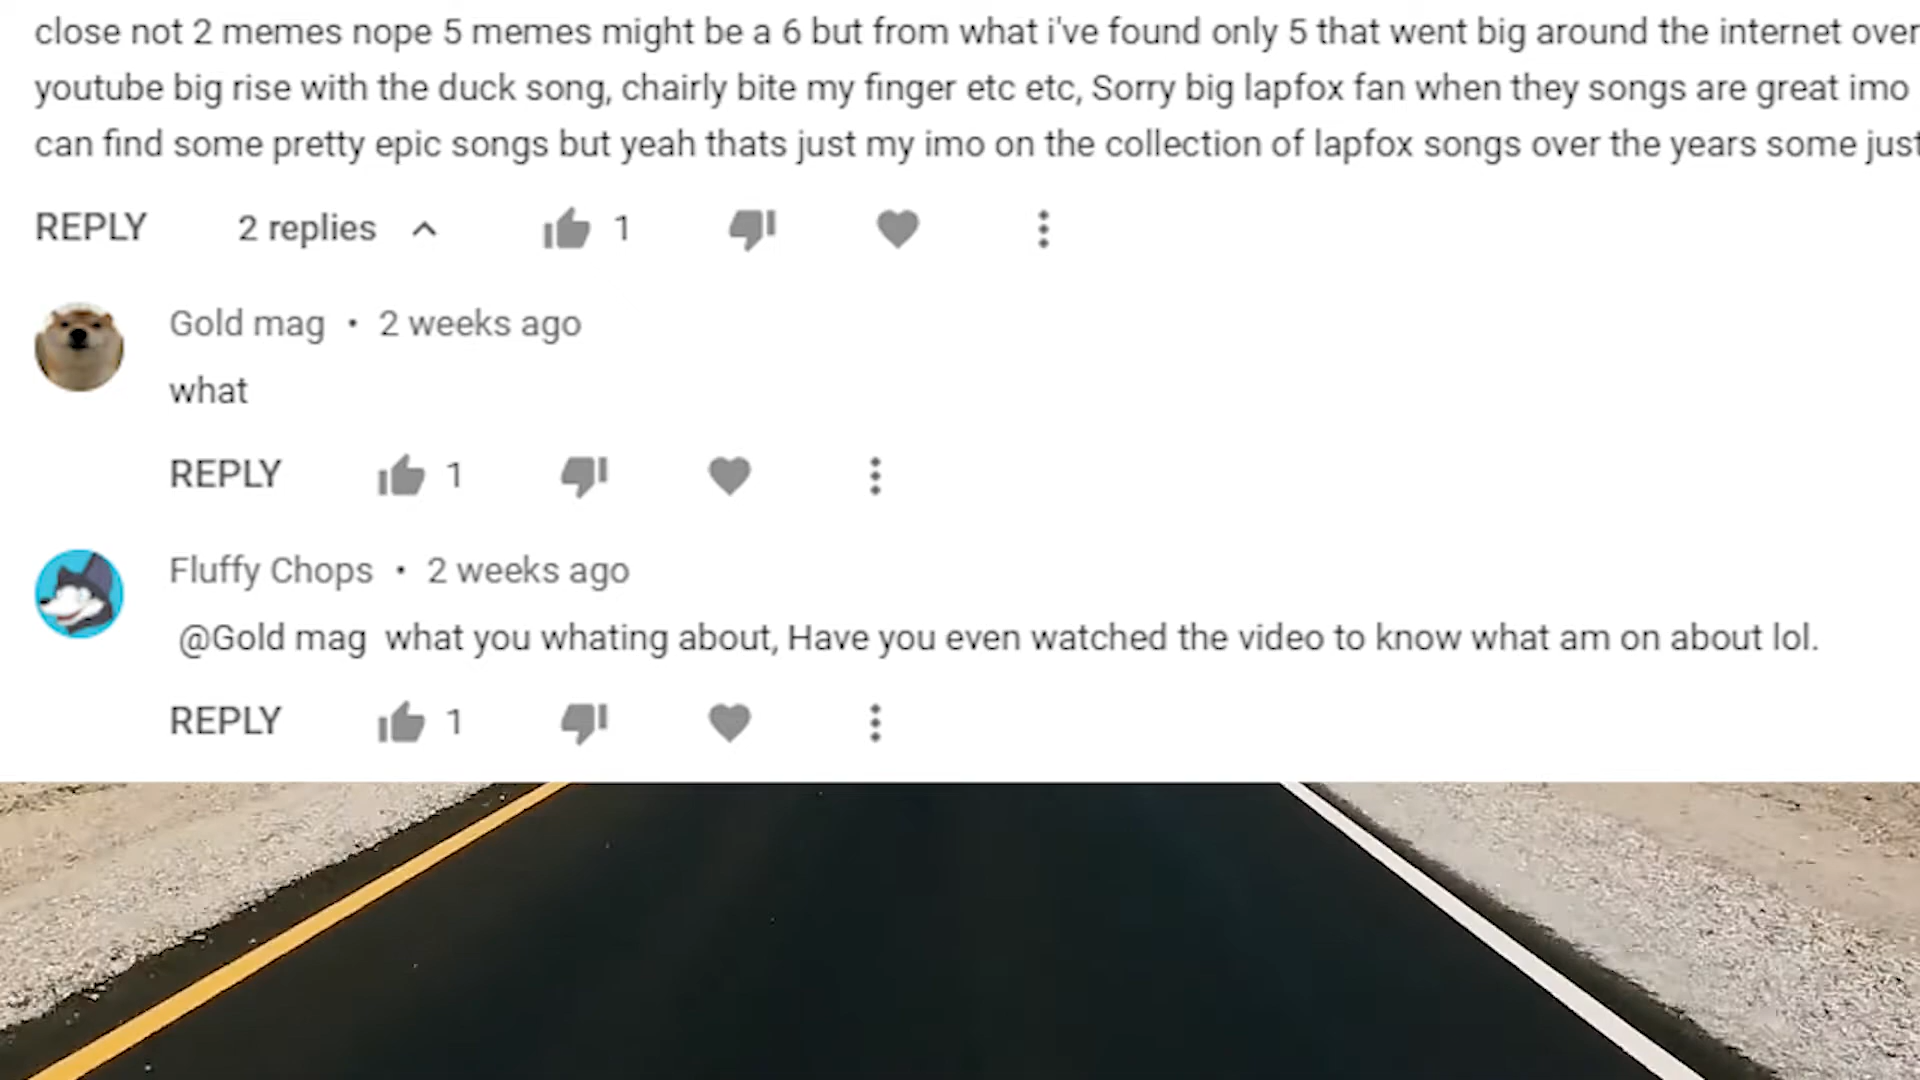 close not 2 memes nope 5 memes might be a 6 but from what i've found only 5 that went big around the internet over
youtube big rise with the duck song, chairly bite my finger etc etc, Sorry big lapfox fan when they songs are great imo
can find some pretty epic songs but yeah thats just my imo on the collection of lapfox songs over the years some just
REPLY 2 replies 1
Gold mag • 2 weeks ago
what
REPLY 1
Fluffy Chops • 2 weeks ago
@Gold mag what you whating about, Have you even watched the video to know what am on about lol.
REPLY 1